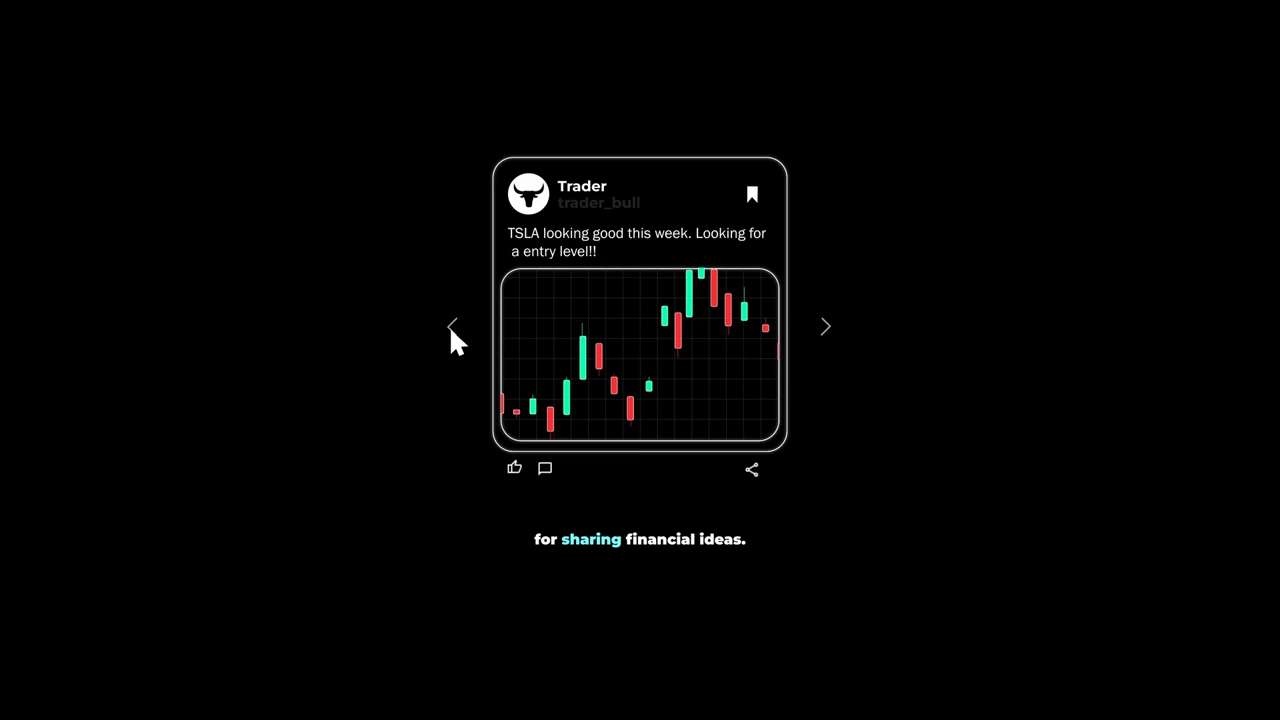 Trader
trader_bull
TSLA looking good this week. Looking for
a entry level!!
for sharing financial ideas.